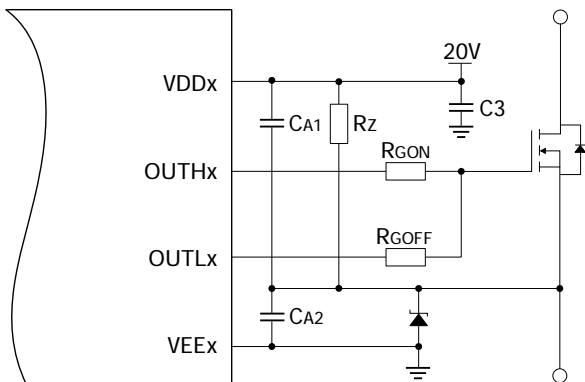 20V
VDDx
C3
CA1
RZ
RGON
OUTHx
RGOFF
OUTLx
CA2
VEEx